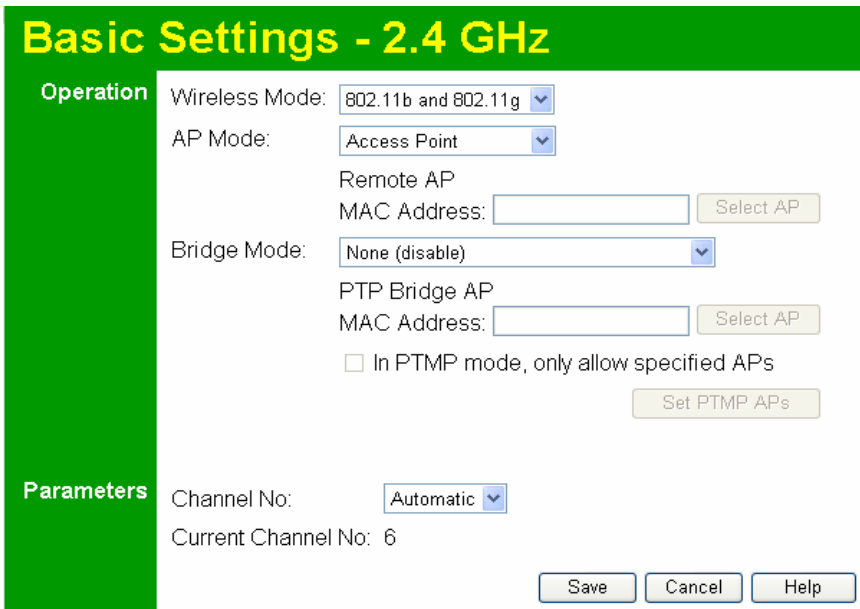 Basic Settings - 2.4 GHz
Operation
Wireless Mode: 802.11b and 802.11g
AP Mode: Access Point
Remote AP
MAC Address: Select AP
Bridge Mode: None (disable)
PTP Bridge AP
MAC Address: Select AP
In PTMP mode, only allow specified APs
Set PTMP APs
Parameters
Channel No: Automatic
Current Channel No: 6
Save Cancel Help